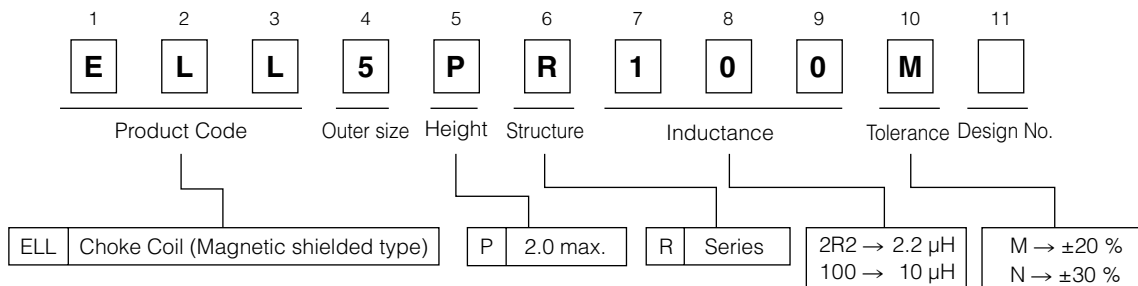 1 2 3 4 5 6 7 8 9 10 11
E L L 5 P R 1 0 0 M
Product Code Outer size Height Structure Inductance Tolerance Design No.
ELL Choke Coil (Magnetic shielded type) P 2.0 max. R Series 2R2 → 2.2 µH M → ±20 %
100 → 10 µH N → ±30 %